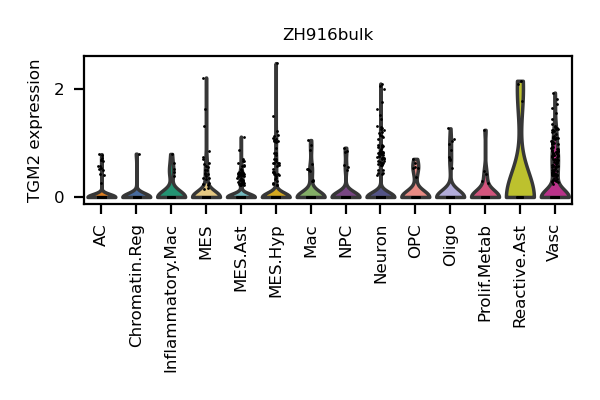 ZH916bulk
TGM2 expression
2
0
AC
Chromatin.Reg
Inflammatory.Mac
MES
MES.Ast
MES.Hyp
Mac
NPC
Neuron
OPC
Oligo
Prolif.Metab
Reactive.Ast
Vasc